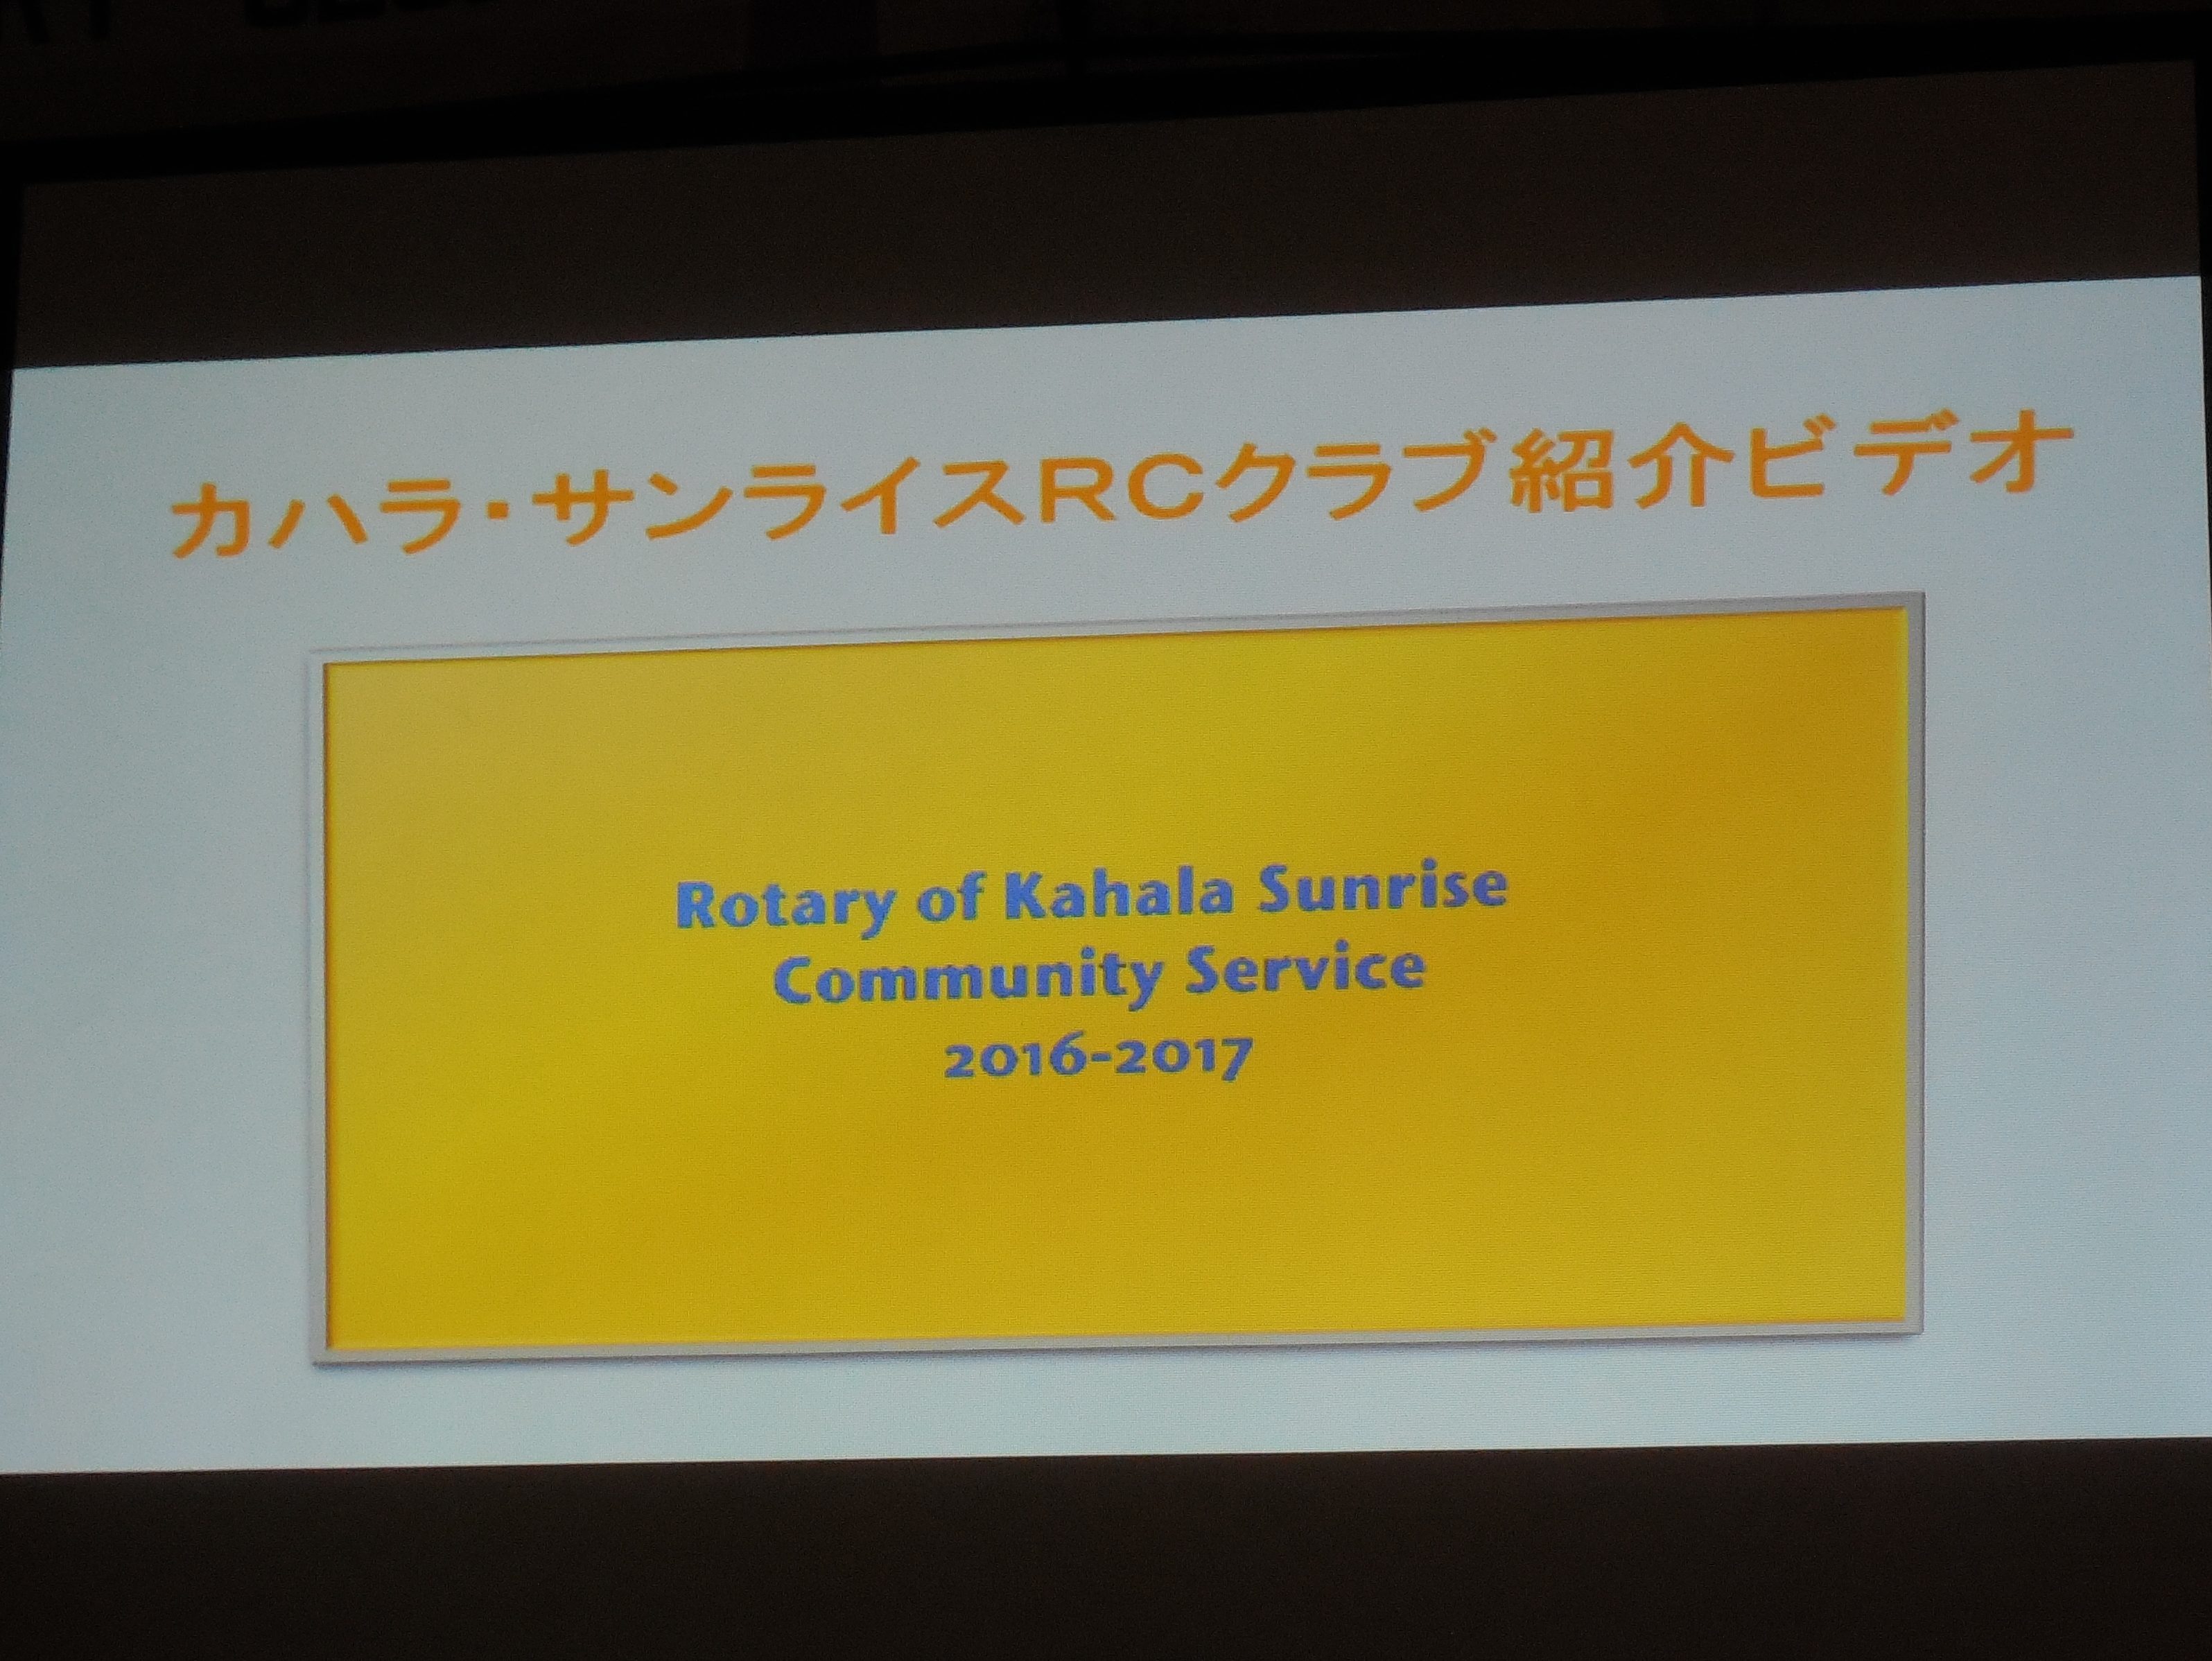 カハラ・サンライスRCクラブ紹介ビデオ
Rotary of Kahala Sunrise
Community Service
2016-2017